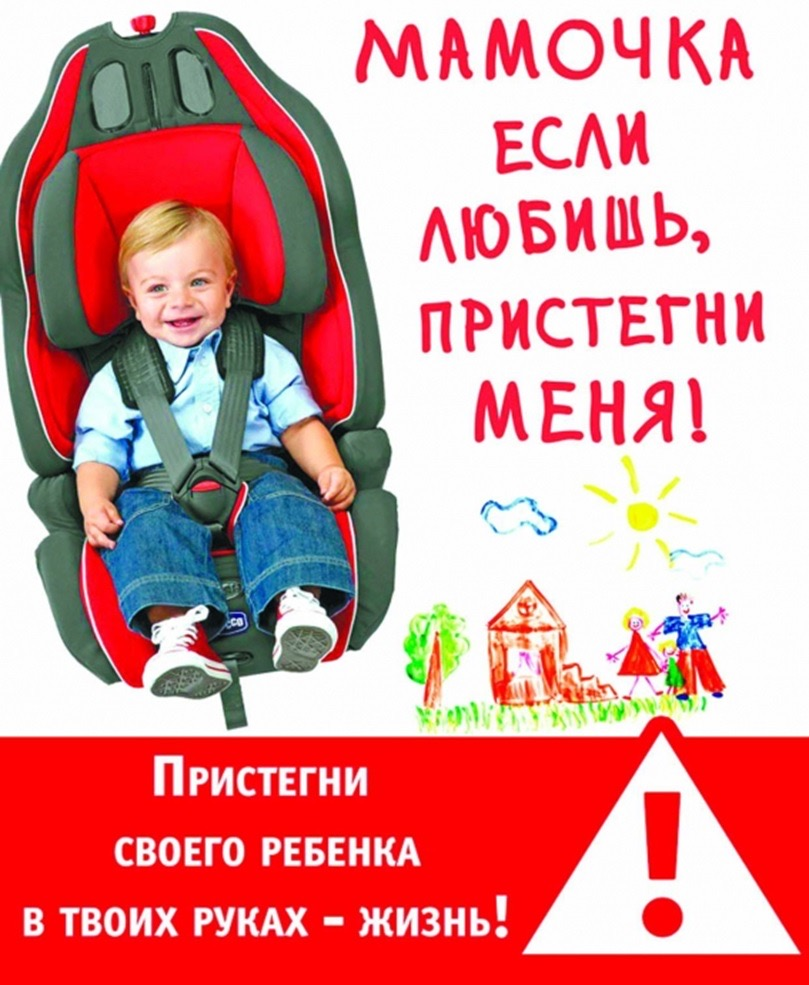 МАМОЧКА
ЕСЛИ
ЛЮБИШЬ,
ПРИСТЕГНИ
МЕНЯ!
ПРИСТЕГНИ
СВОЕГО РЕБЕНКА
В ТВОИХ РУКАХ – ЖИЗНЬ!
!